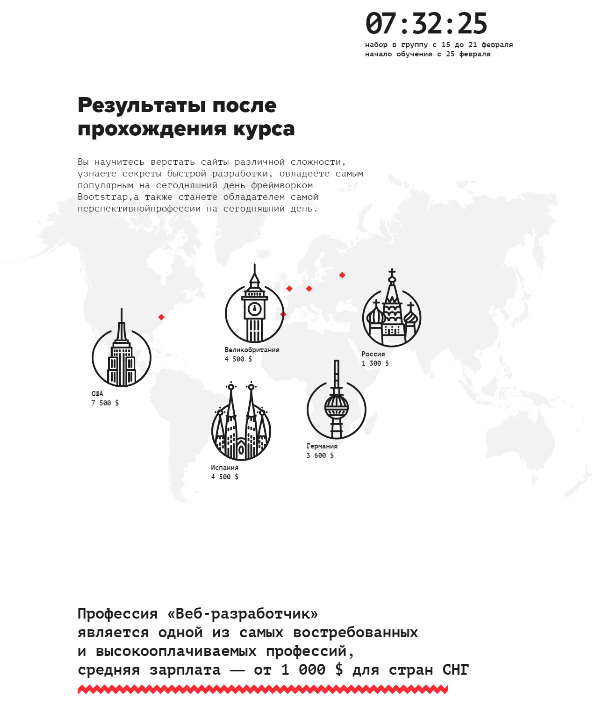 07:32:25
набор в группу с 15 до 21 февраля
начало обучения с 25 февраля
Результаты после
прохождения курса
Вы научитесь верстать сайты различной сложности,
узнаете секреты быстрой разработки, овладеете самым
популярным на сегодняшний день фреймворком
Bootstrap,а также станете обладателем самой
перспективнойпрофессии на сегодняшний день.
Великобритания
4 500 $
Россия
1 300 $
США
7 500 $
Германия
3 600 $
Испания
4 500 $
Профессия «Веб-разработчик»
является одной из самых востребованных
и высокооплачиваемых профессий,
средняя зарплата — от 1 000 $ для стран СНГ